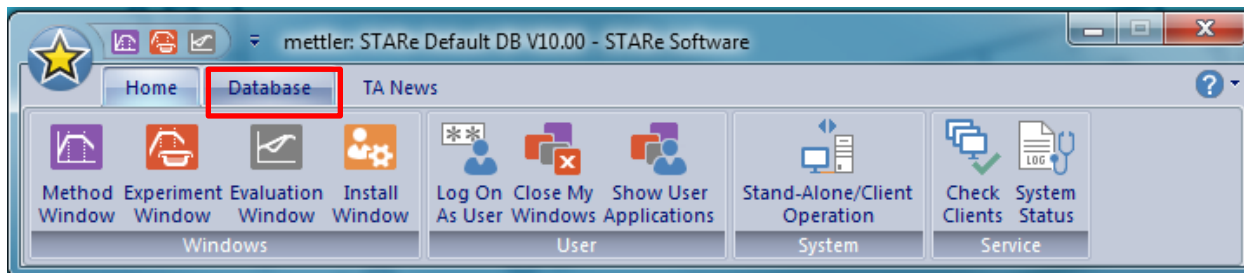 mettler: STARe Default DB V10.00 - STARe Software
Home Database TA News
**
LOG
Method Window
Experiment Window
Evaluation Window
Install Window
Log On As User
Close My Windows
Show User Applications
Stand-Alone/Client Operation
Check Clients
System Status
Windows User System Service